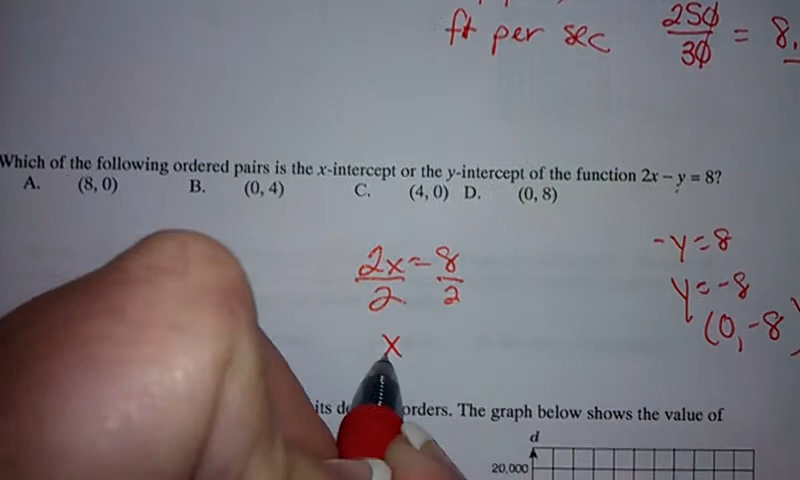 ft per sec 250/30 = 8.
Which of the following ordered pairs is the x-intercept or the y-intercept of the function 2x – y = 8?
A. (8, 0) B. (0, 4) C. (4, 0) D. (0, 8)
-y = 8
2x/2 = 8/2
y = -8
(0, -8)
x
its orders. The graph below shows the value of
d
20,000